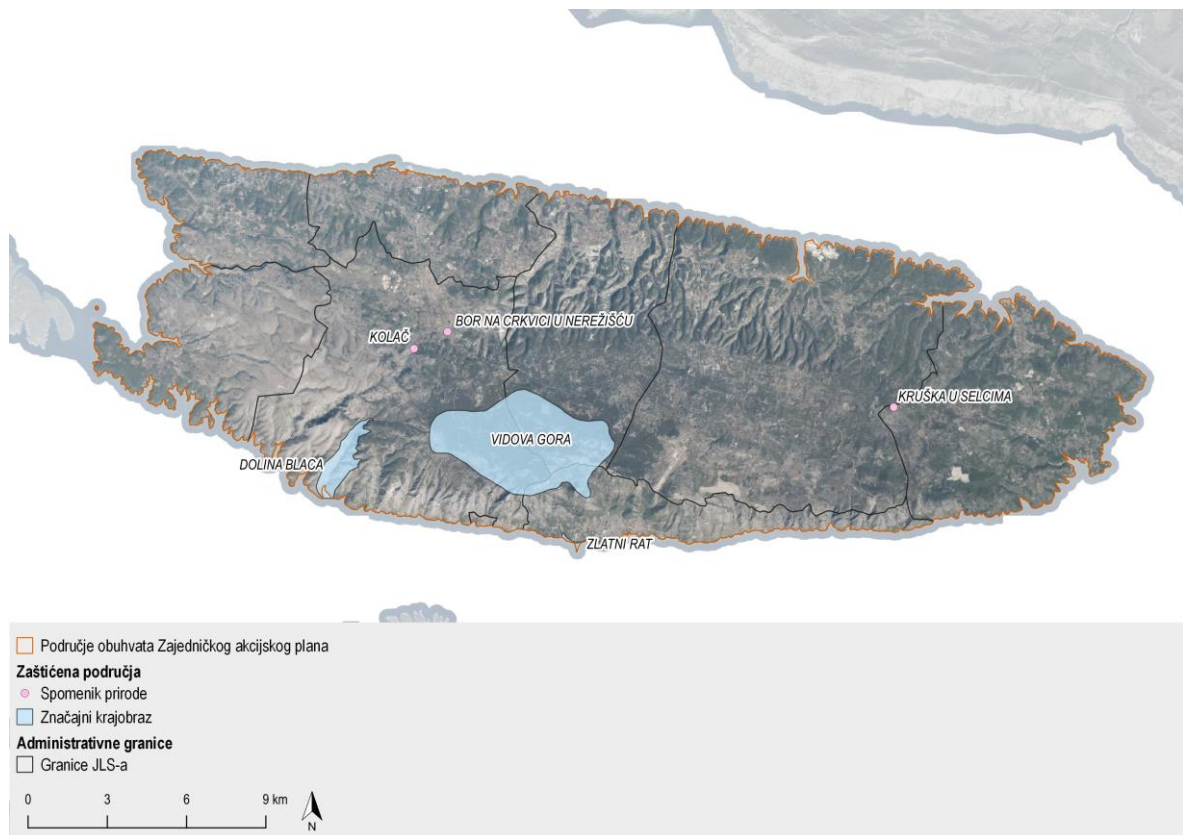 BOR NA CRKVICI U NEREŽIŠĆU
KOLAČ
KRUŠKA U SELCIMA
VIDOVA GORA
DOLINA BLACA
ZLATNI RAT
Područje obuhvata Zajedničkog akcijskog plana
Zaštićena područja
Spomenik prirode
Značajni krajobraz
Administrativne granice
Granice JLS-a
0 3 6 9 km
N